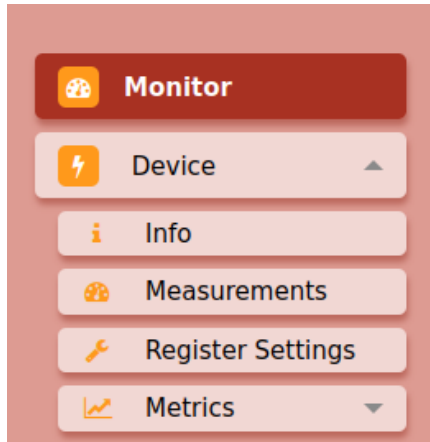 Monitor
Device
Info
Measurements
Register Settings
Metrics